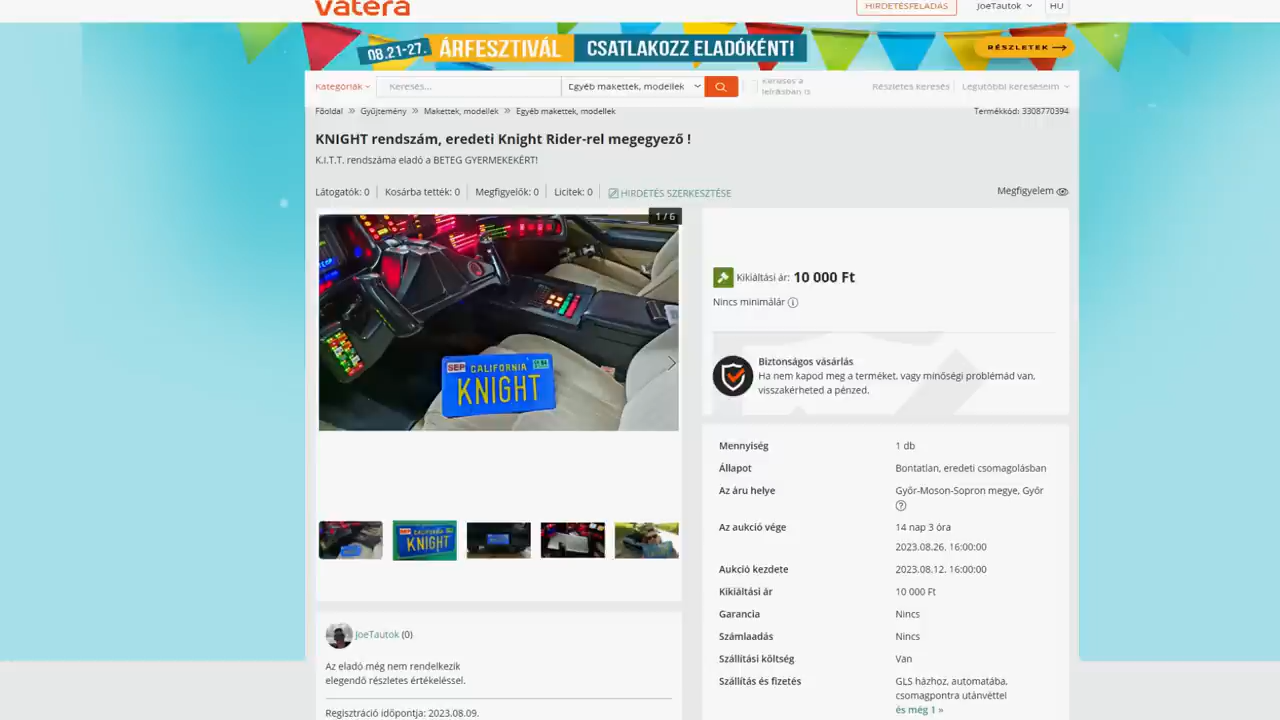 vatera
HIRDETÉSFELADÁS
JoeTautok
HU
08.21-27. ÁRFESZTIVÁL CSATLAKOZZ ELADÓKÉNT!
RÉSZLETEK
Kategóriák
Keresés...
Egyéb makettek, modellek
Keresés a
leírásban is
Részletes keresés
Legutóbbi kereséseim
Főoldal » Gyűjtemény » Makettek, modellek » Egyéb makettek, modellek
Termékkód: 3308770394
KNIGHT rendszám, eredeti Knight Rider-rel megegyező !
K.I.T.T. rendszáma eladó a BETEG GYERMEKEKÉRT!
Látogatók: 0
Kosárba tették: 0
Megfigyelők: 0
Licitek: 0
HIRDETÉS SZERKESZTÉSE
Megfigyelem
1 / 6
SEP
CALIFORNIA
KNIGHT
CALIFORNIA
KNIGHT
JoeTautok (0)
Az eladó még nem rendelkezik
elegendő részletes értékeléssel.
Regisztráció időpontja: 2023.08.09.
Kikiáltási ár: 10 000 Ft
Nincs minimálár
Biztonságos vásárlás
Ha nem kapod meg a terméket, vagy minőségi problémád van,
visszakérheted a pénzed.
Mennyiség 1 db
Állapot Bontatlan, eredeti csomagolásban
Az áru helye Győr-Moson-Sopron megye, Győr
Az aukció vége 14 nap 3 óra
2023.08.26. 16:00:00
Aukció kezdete 2023.08.12. 16:00:00
Kikiáltási ár 10 000 Ft
Garancia Nincs
Számlaadás Nincs
Szállítási költség Van
Szállítás és fizetés GLS házhoz, automatába,
csomagpontra utánvéttel
és még 1 »